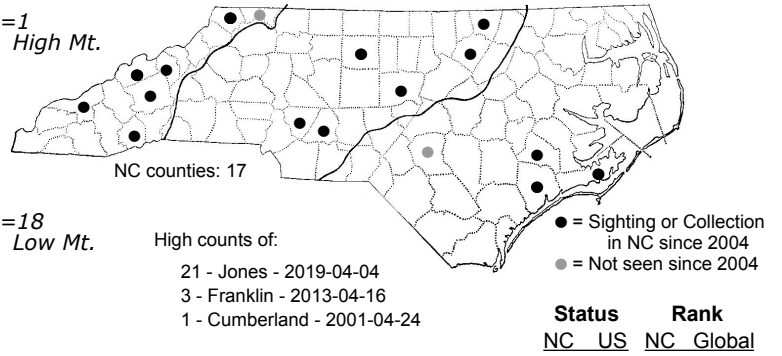 =1
High Mt.
NC counties: 17
=18
Low Mt.
High counts of:
21 - Jones - 2019-04-04
3 - Franklin - 2013-04-16
1 - Cumberland - 2001-04-24
● = Sighting or Collection
in NC since 2004
● = Not seen since 2004
Status Rank
NC US NC Global